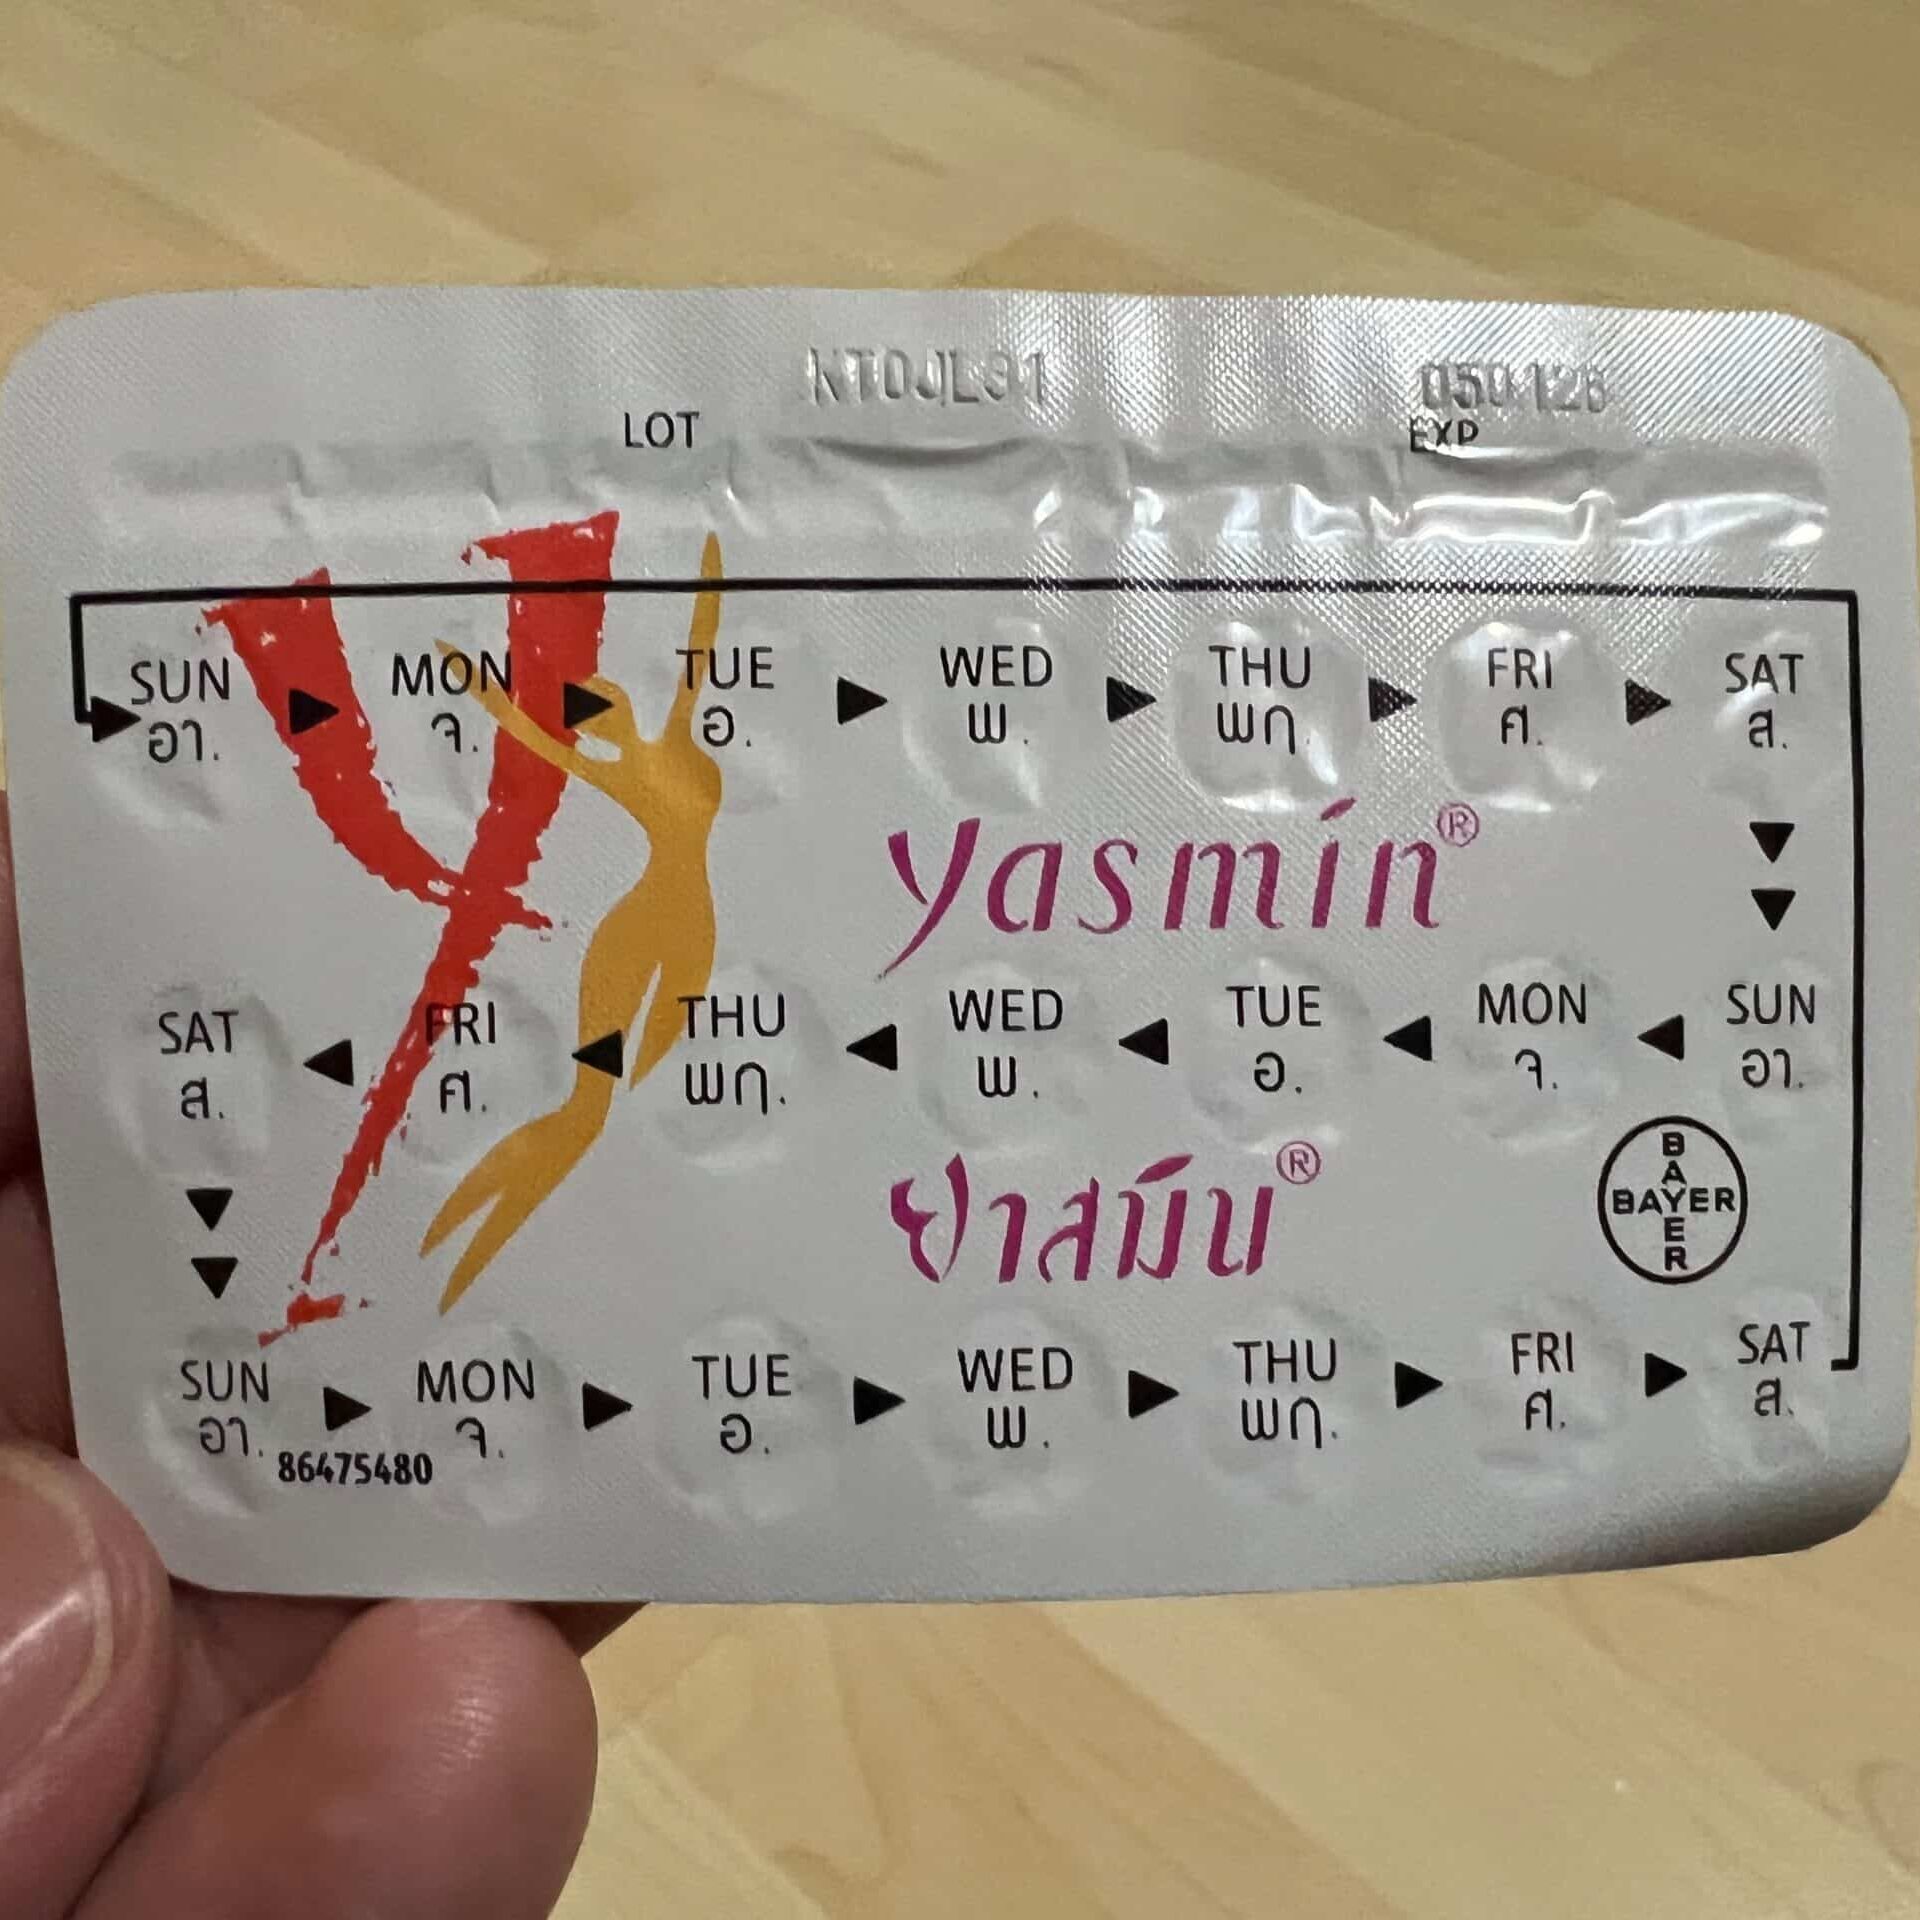 LOT
EXP
SUN MON TUE WED THU FRI SAT
อา. จ. อ. พ. พฤ. ศ. ส.
yasmin®
SAT FRI THU WED TUE MON SUN
ส. ศ. พฤ. พ. อ. จ. อา.
ยาสมิน®
BAYER
BAYER
SUN MON TUE WED THU FRI SAT
อา. จ. อ. พ. พฤ. ศ. ส.
86475480